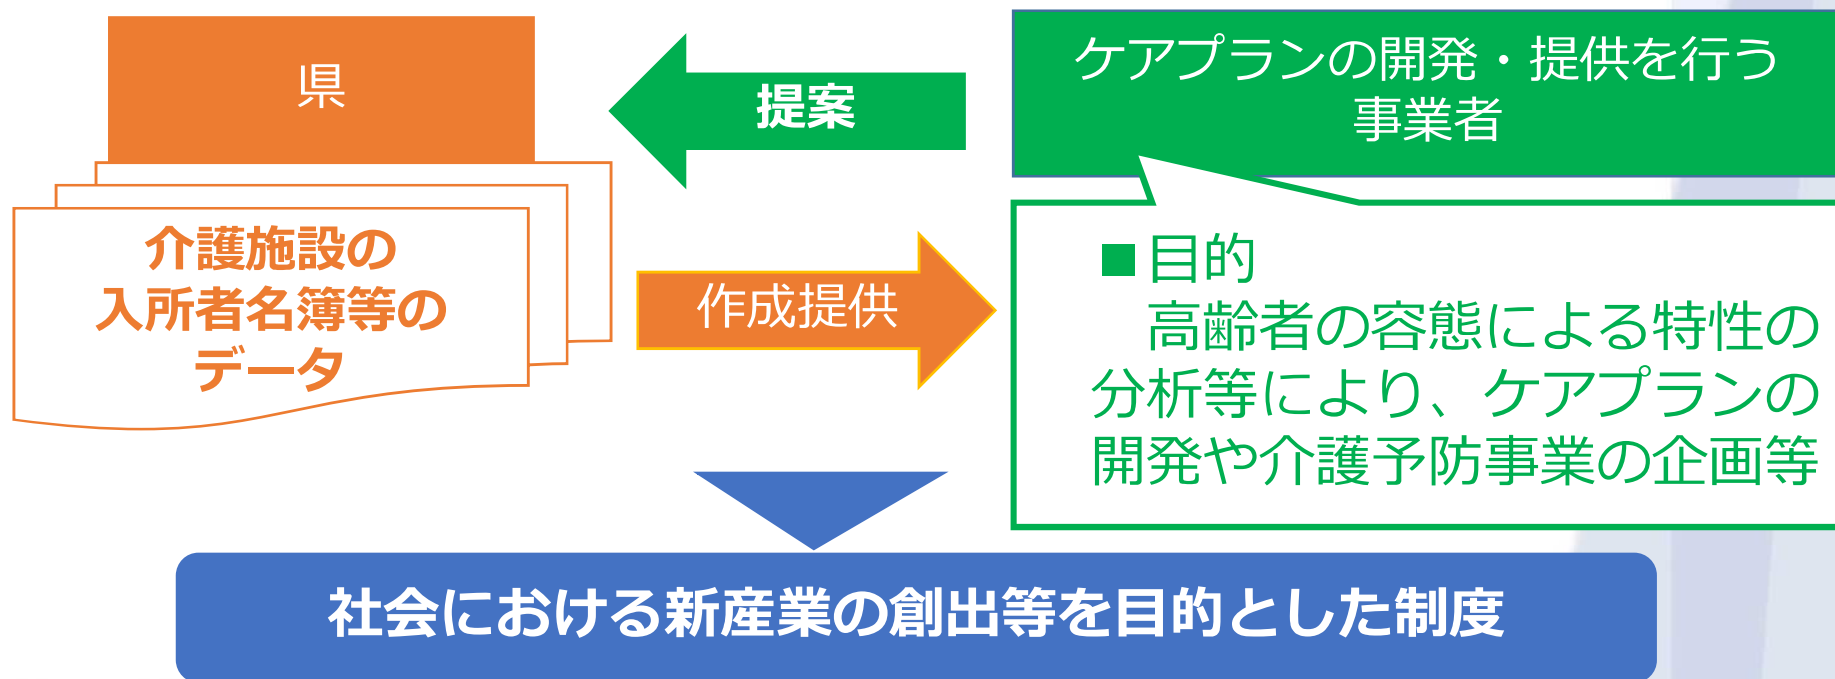 県
提案
ケアプランの開発・提供を行う
事業者
介護施設の
入所者名簿等の
データ
作成提供
■目的
高齢者の容態による特性の
分析等により、ケアプランの
開発や介護予防事業の企画等
社会における新産業の創出等を目的とした制度